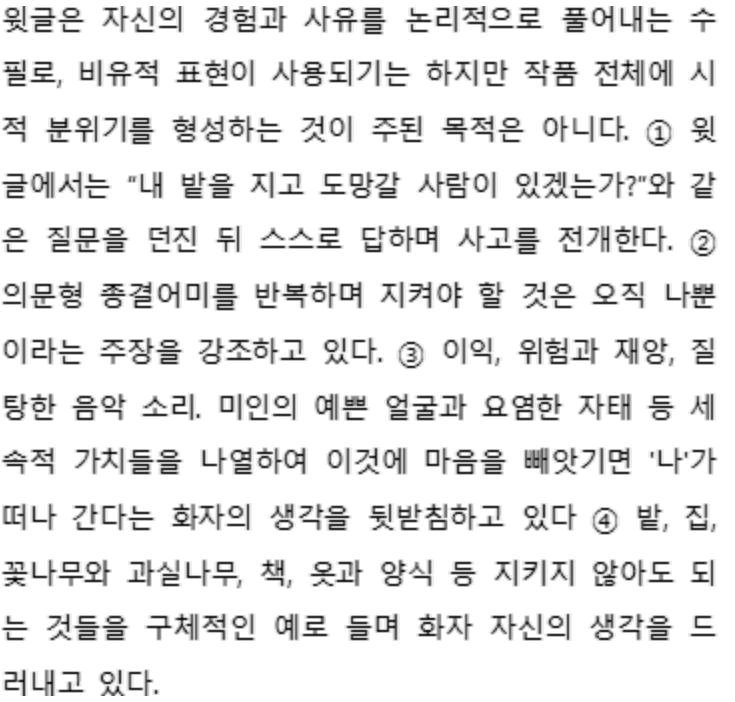 윗글은 자신의 경험과 사유를 논리적으로 풀어내는 수
필로, 비유적 표현이 사용되기는 하지만 작품 전체에 시
적 분위기를 형성하는 것이 주된 목적은 아니다. ① 윗
글에서는 “내 밭을 지고 도망갈 사람이 있겠는가?”와 같
은 질문을 던진 뒤 스스로 답하며 사고를 전개한다. ②
의문형 종결어미를 반복하며 지켜야 할 것은 오직 나뿐
이라는 주장을 강조하고 있다. ③ 이익, 위험과 재앙, 질
탕한 음악 소리. 미인의 예쁜 얼굴과 요염한 자태 등 세
속적 가치들을 나열하여 이것에 마음을 빼앗기면 '나'가
떠나 간다는 화자의 생각을 뒷받침하고 있다 ④ 밭, 집,
꽃나무와 과실나무, 책, 옷과 양식 등 지키지 않아도 되
는 것들을 구체적인 예로 들며 화자 자신의 생각을 드
러내고 있다.